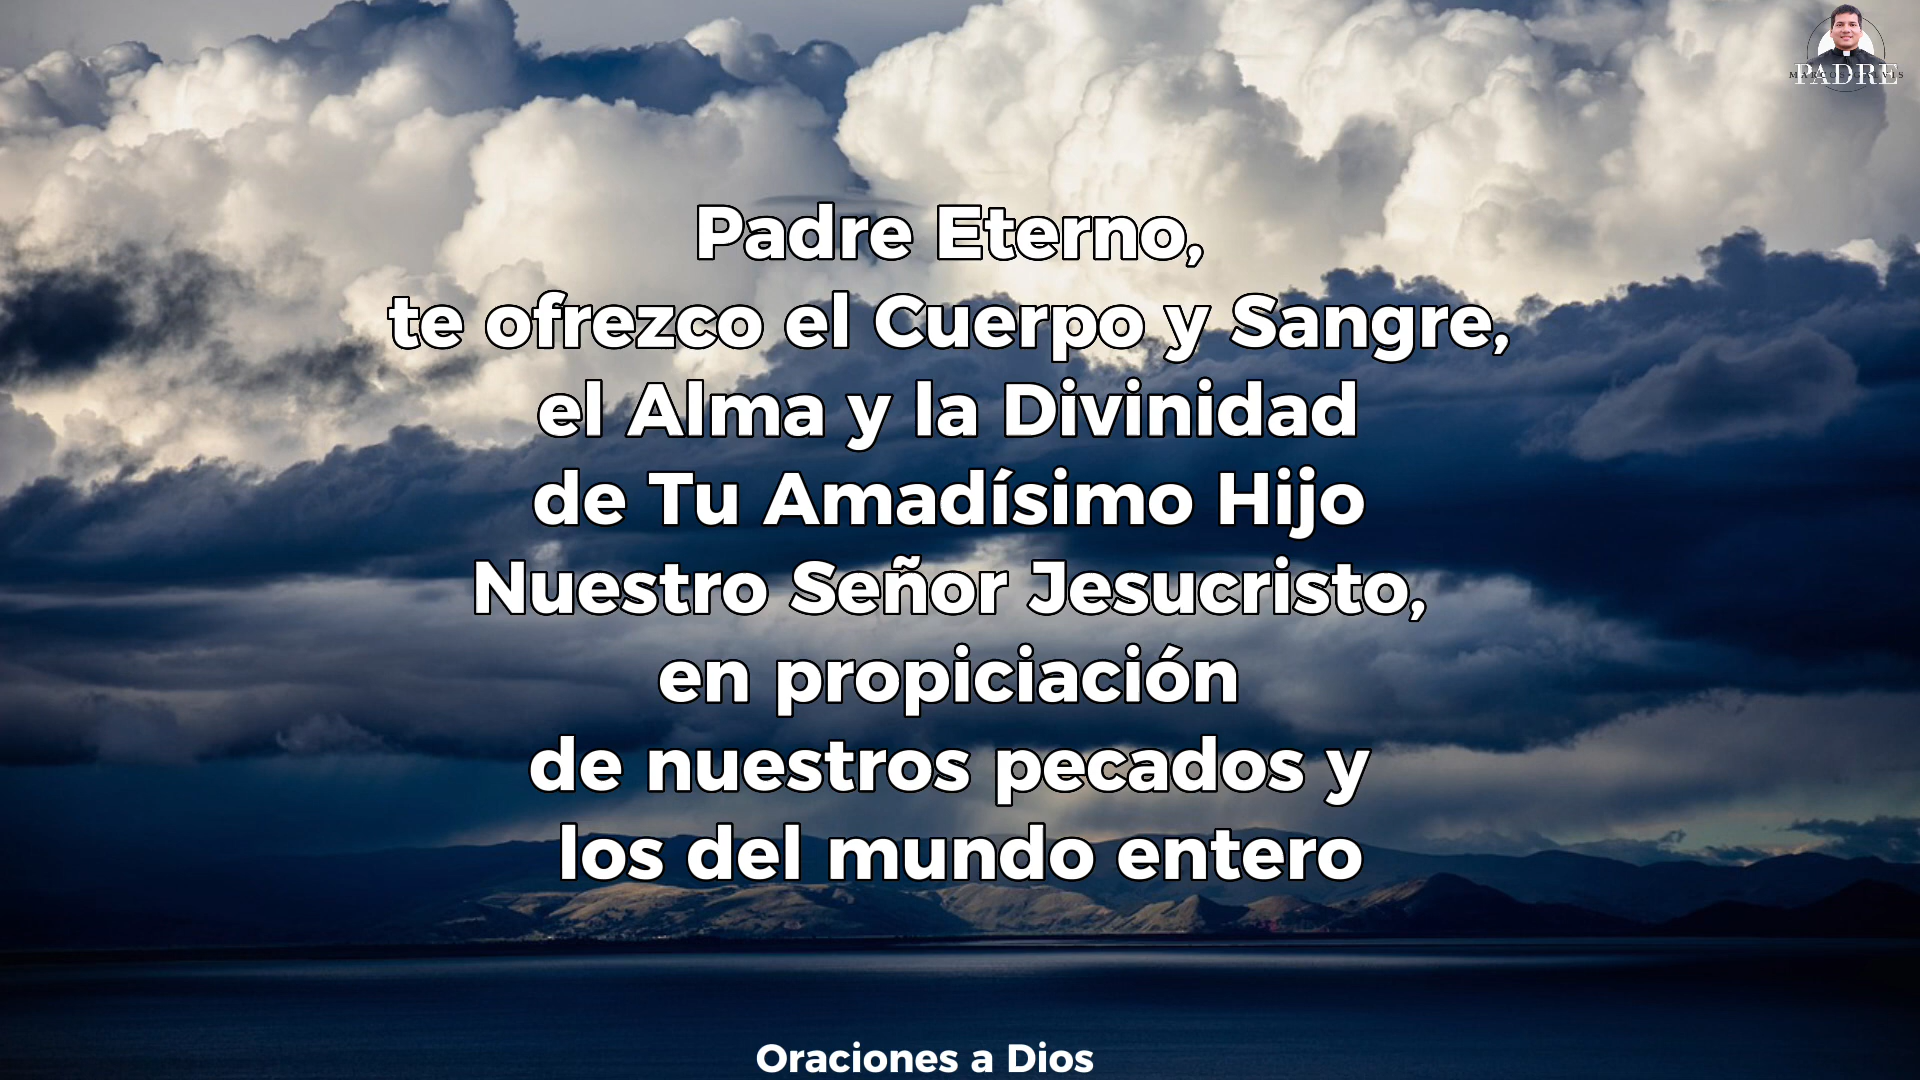 PADRE
Padre Eterno,
te ofrezco el Cuerpo y Sangre,
el Alma y la Divinidad
de Tu Amadísimo Hijo
Nuestro Señor Jesucristo,
en propiciación
de nuestros pecados y
los del mundo entero
Oraciones a Dios